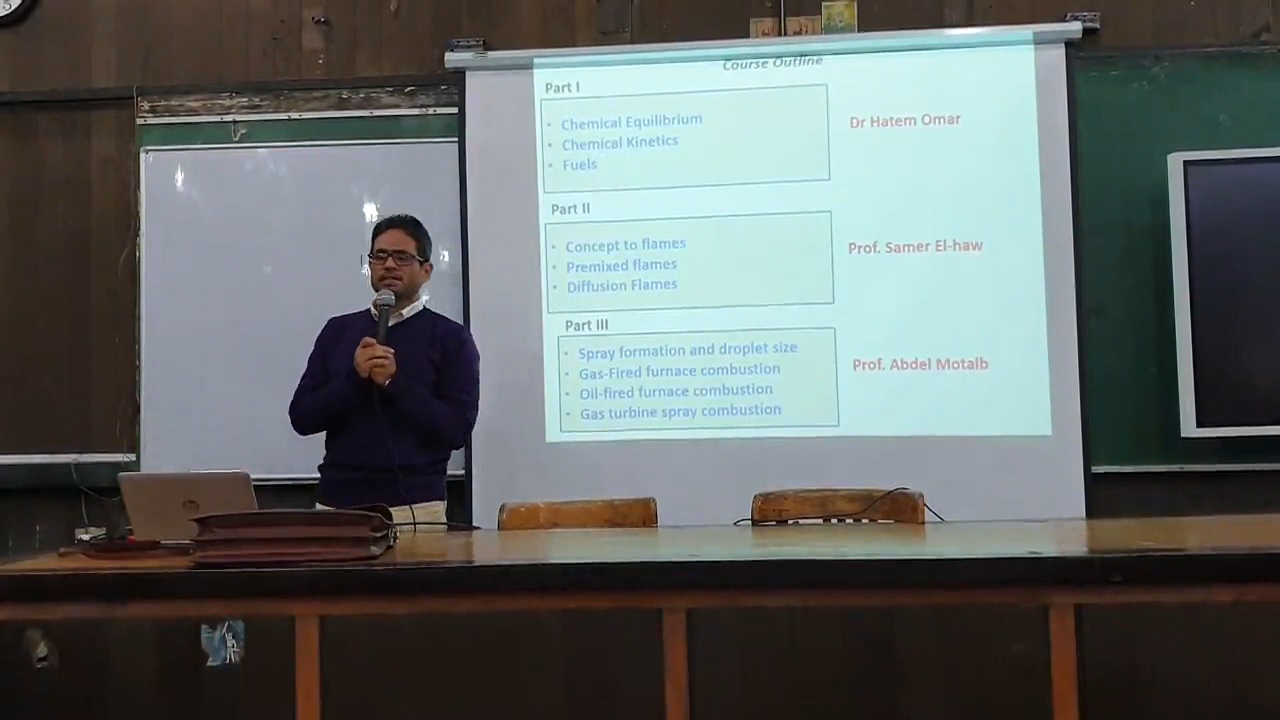 Course Outline
Part I
• Chemical Equilibrium
• Chemical Kinetics
• Fuels
Dr Hatem Omar
Part II
• Concept to flames
• Premixed flames
• Diffusion Flames
Prof. Samer El-haw
Part III
• Spray formation and droplet size
• Gas-Fired furnace combustion
• Oil-fired furnace combustion
• Gas turbine spray combustion
Prof. Abdel Motalb